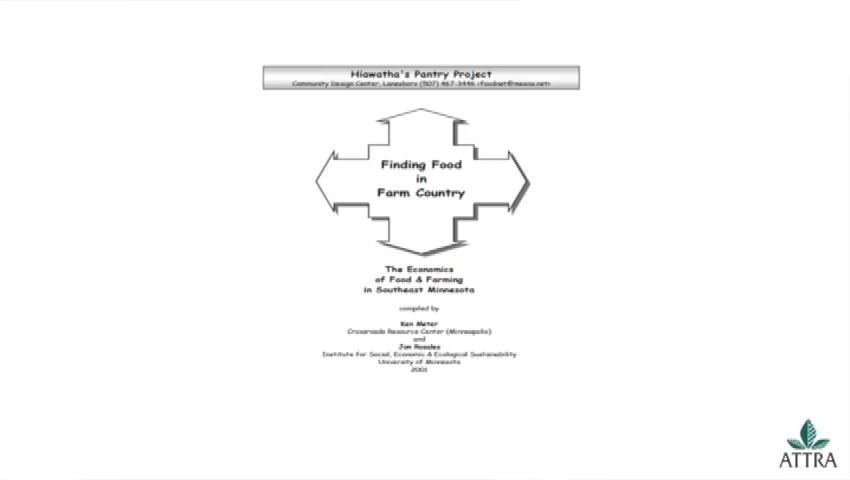 Hiawatha's Pantry Project
Community Design Center, Lanesboro (507) 467-3446 <foodnet@means.net>
Finding Food
in
Farm Country
The Economics
of Food & Farming
in Southeast Minnesota
compiled by
Ken Meter
Crossroads Resource Center (Minneapolis)
and
Jon Rosales
Institute for Social, Economic & Ecological Sustainability
University of Minnesota
2001
ATTRA